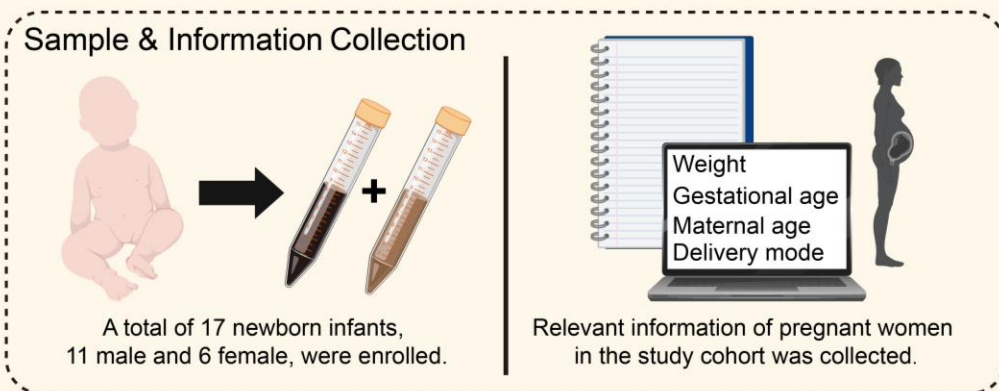 Sample & Information Collection
A total of 17 newborn infants,
11 male and 6 female, were enrolled.
Weight
Gestational age
Maternal age
Delivery mode
Relevant information of pregnant women
in the study cohort was collected.